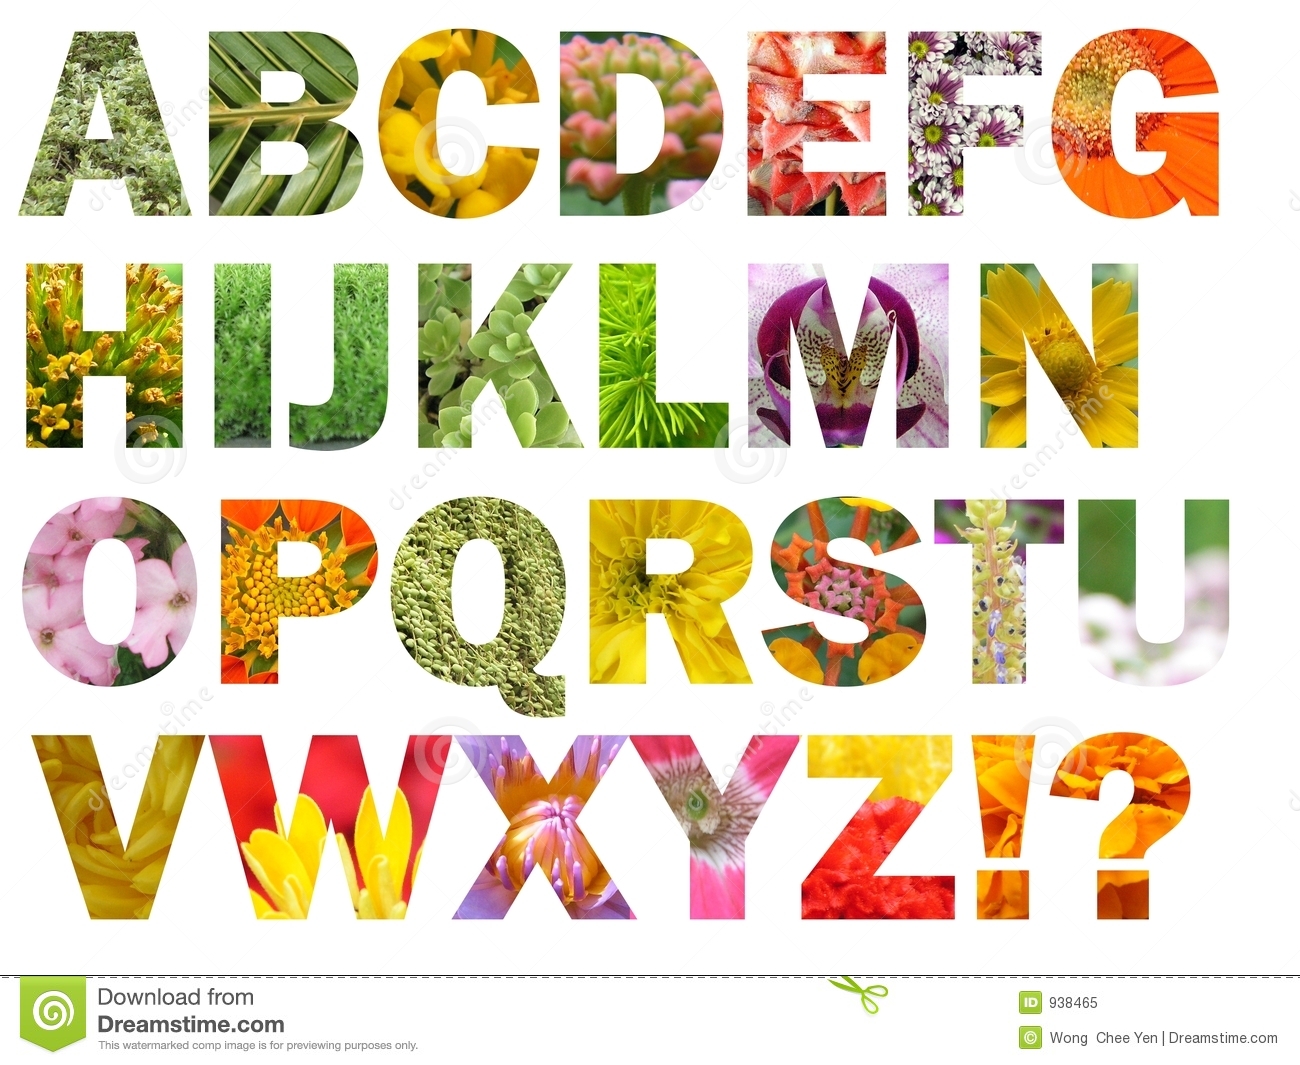 ABCDEFG
HIJKLMN
OPQRSTU
VWXYZ!?
Download from
Dreamstime.com
This watermarked comp image is for previewing purposes only.
ID 938465
© Wong Chee Yen | Dreamstime.com
dreamstime